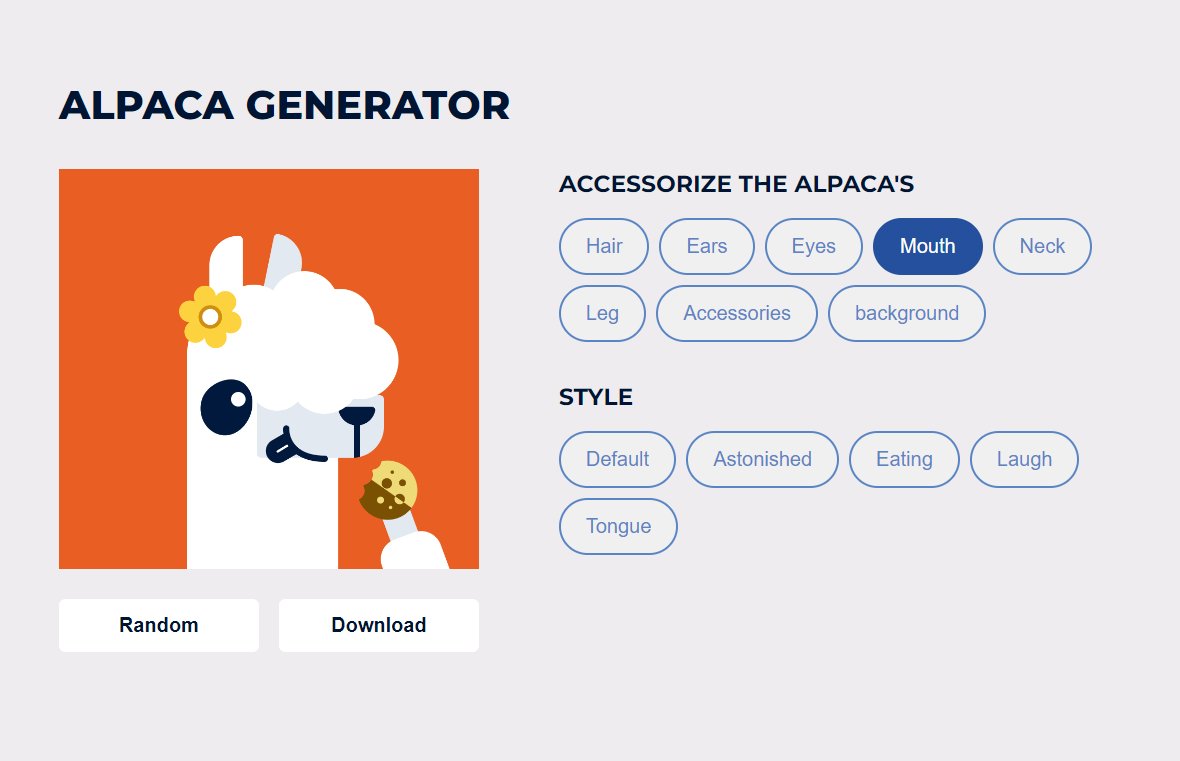 ALPACA GENERATOR
ACCESSORIZE THE ALPACA'S
Hair Ears Eyes Mouth Neck
Leg Accessories background
STYLE
Default Astonished Eating Laugh
Tongue
Random Download